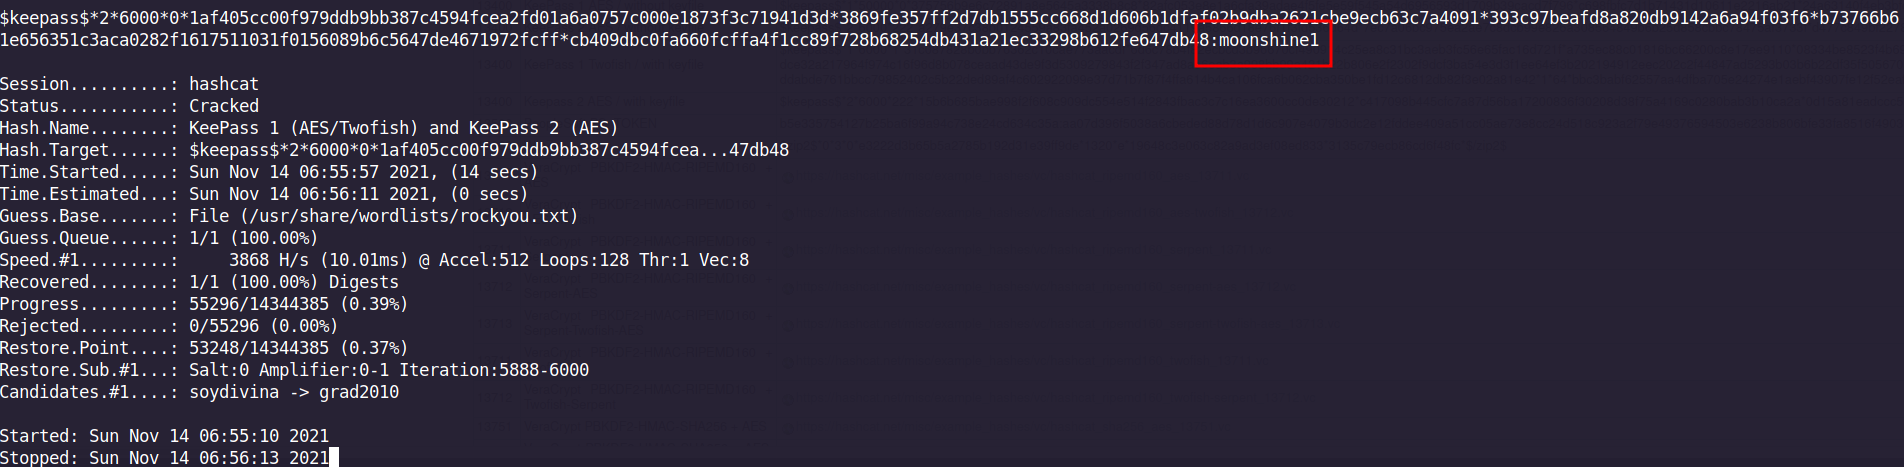 $keepass$*2*6000*0*1af405cc00f979ddb9bb387c4594fcea2fd01a6a0757c000e1873f3c71941d3d*3869fe357ff2d7db1555cc668d1d606b1dfaf02b9dba2621cbe9ecb63c7a4091*393c97beafd8a820db9142a6a94f03f6*b73766b6
1e656351c3aca0282f1617511031f0156089b6c5647de4671972fcff*cb409dbc0fa660fcffa4f1cc89f728b68254db431a21ec33298b612fe647db48:moonshine1
Session..........: hashcat
Status...........: Cracked
Hash.Name........: KeePass 1 (AES/Twofish) and KeePass 2 (AES)
Hash.Target......: $keepass$*2*6000*0*1af405cc00f979ddb9bb387c4594fcea...47db48
Time.Started.....: Sun Nov 14 06:55:57 2021, (14 secs)
Time.Estimated...: Sun Nov 14 06:56:11 2021, (0 secs)
Guess.Base.......: File (/usr/share/wordlists/rockyou.txt)
Guess.Queue......: 1/1 (100.00%)
Speed.#1.........:     3868 H/s (10.01ms) @ Accel:512 Loops:128 Thr:1 Vec:8
Recovered........: 1/1 (100.00%) Digests
Progress.........: 55296/14344385 (0.39%)
Rejected.........: 0/55296 (0.00%)
Restore.Point....: 53248/14344385 (0.37%)
Restore.Sub.#1...: Salt:0 Amplifier:0-1 Iteration:5888-6000
Candidates.#1....: soydivina -> grad2010
Started: Sun Nov 14 06:55:10 2021
Stopped: Sun Nov 14 06:56:13 2021